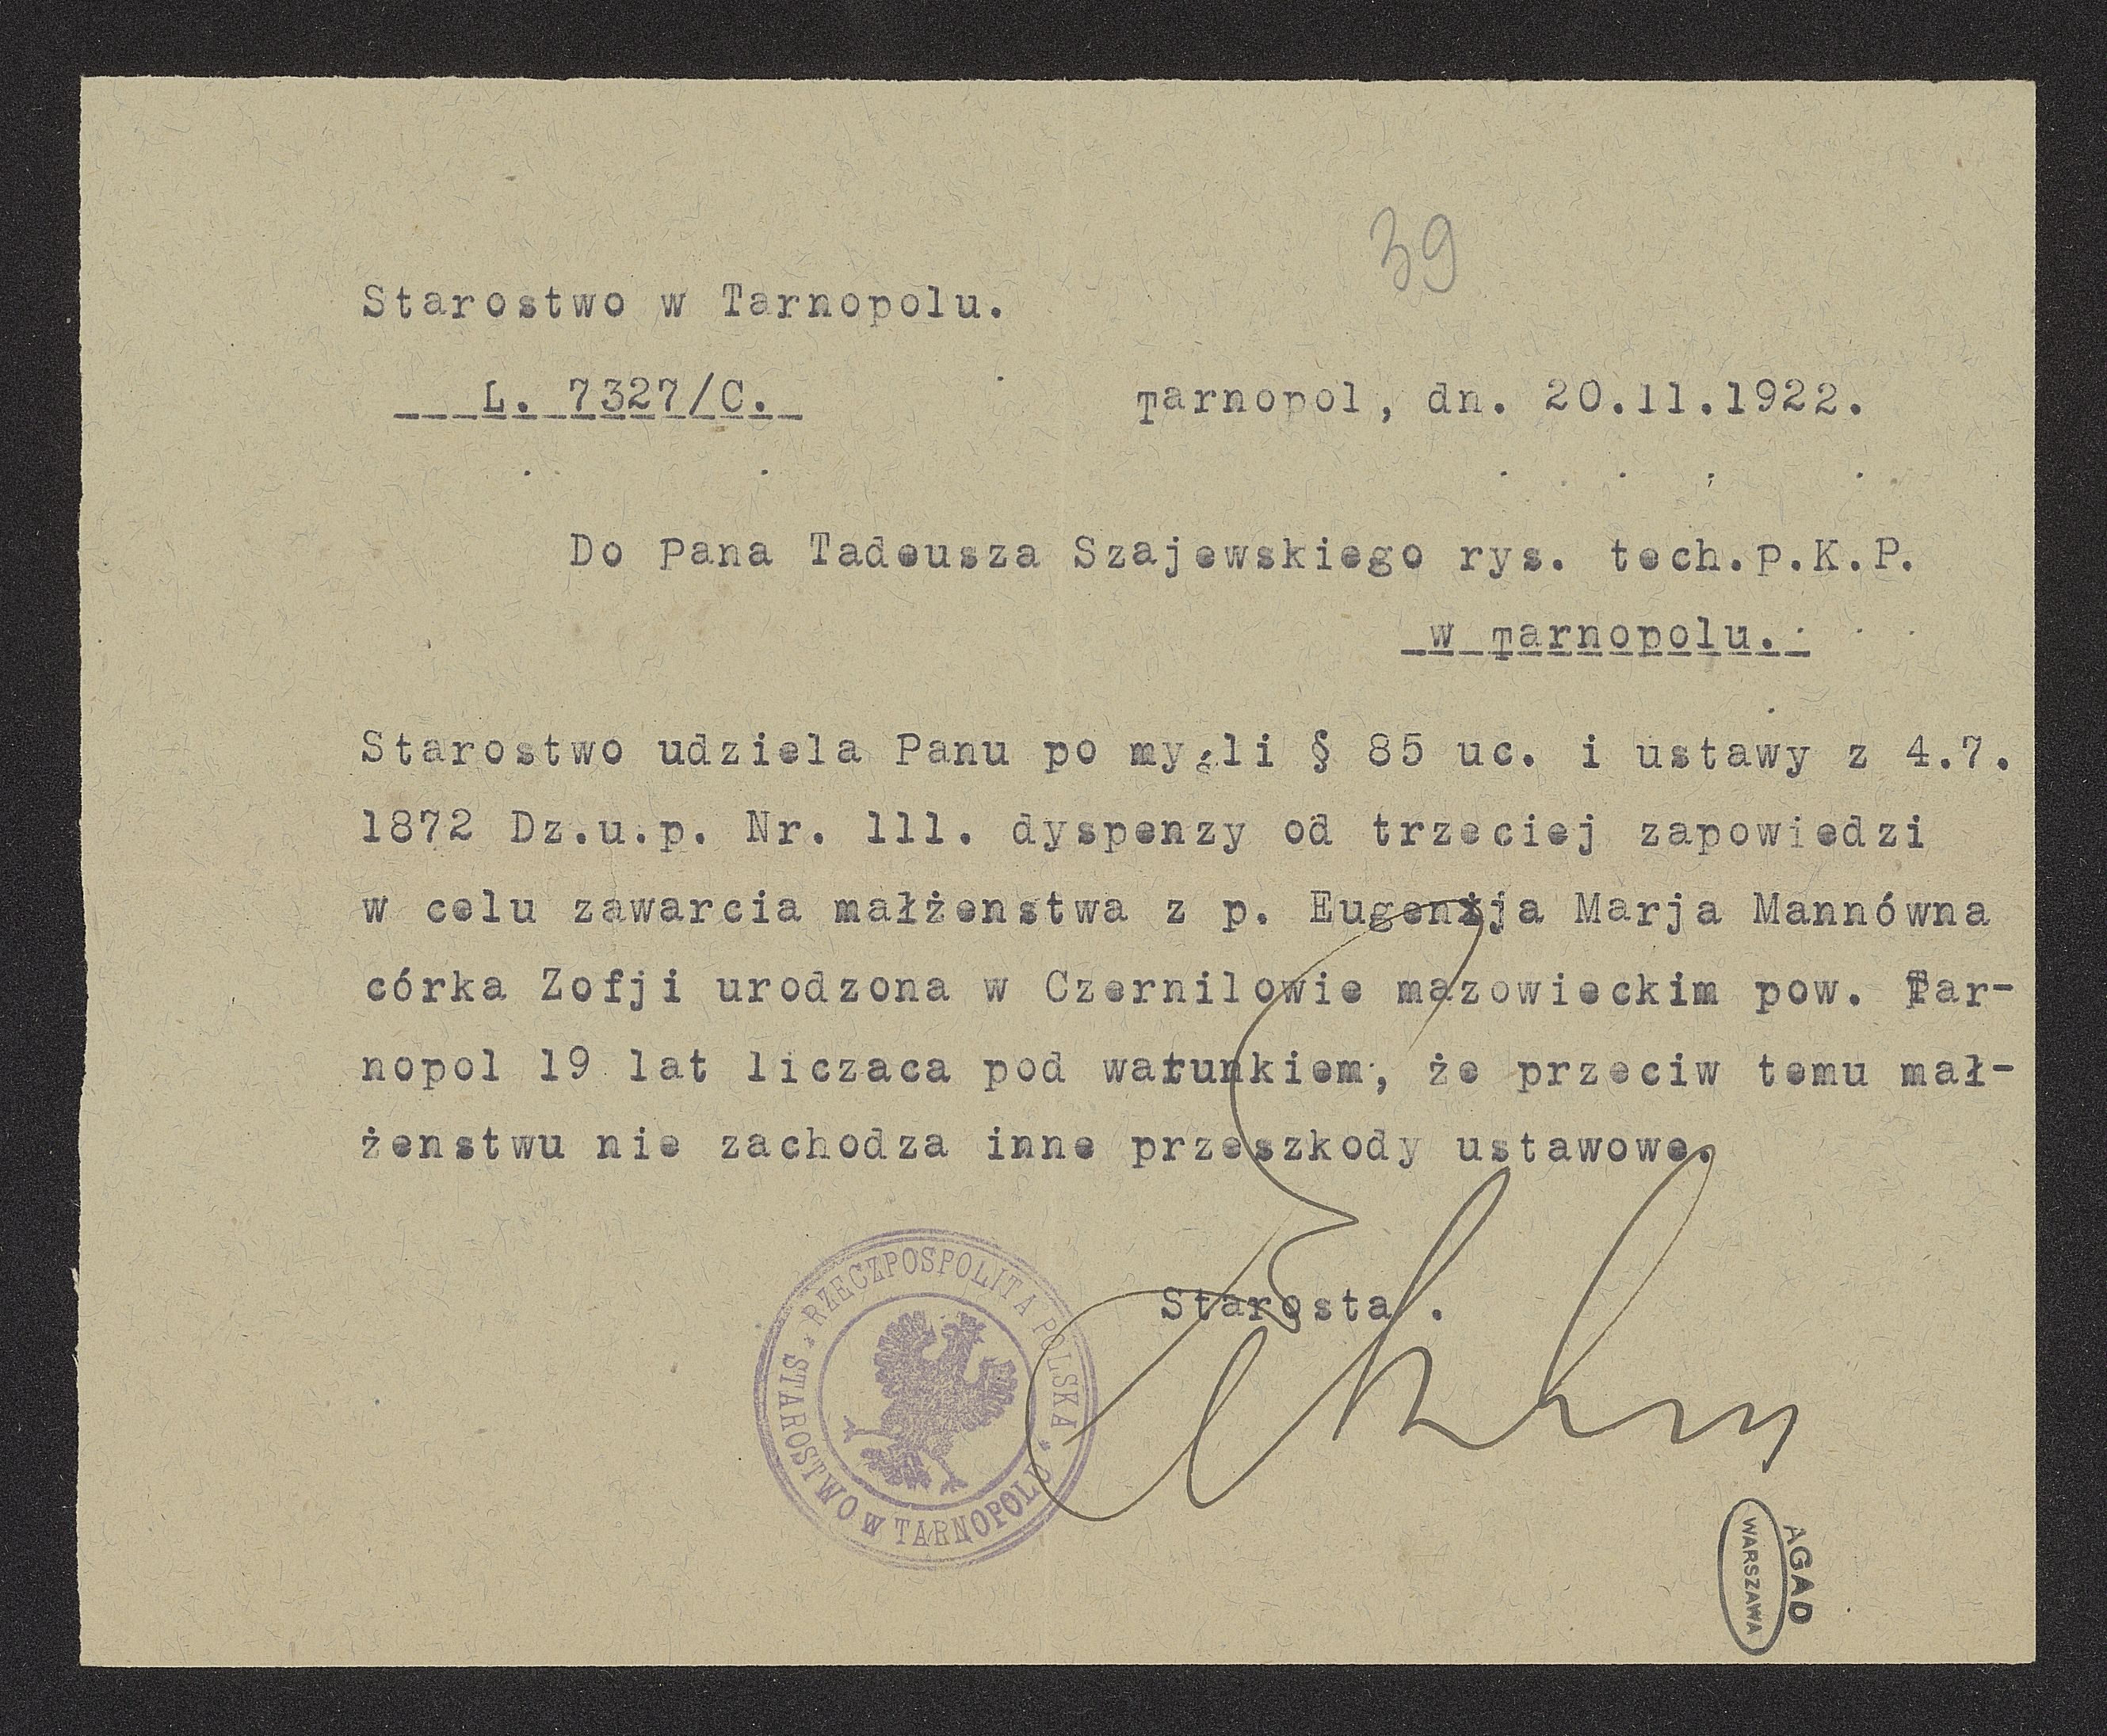 39
Starostwo w Tarnopolu.
L. 7327/C.
Tarnopol, dn. 20.11.1922.
Do Pana Tadeusza Szajewskiego rys. tech.P.K.P.
w Tarnopolu.
Starostwo udziela Panu po myśli § 85 uc. i ustawy z 4.7.
1872 Dz.u.p. Nr. 111. dyspenzy od trzeciej zapowiedzi
w celu zawarcia małżenstwa z p. Eugenija Marja Mannówna
córka Zofji urodzona w Czernilowie mazowieckim pow. Tar-
nopol 19 lat liczaca pod warunkiem, że przeciw temu mał-
żenstwu nie zachodza inne przeszkody ustawowe.
Starosta .
RZECZPOSPOLITA POLSKA
STAROSTWO W TARNOPOLU
AGAD
WARSZAWA